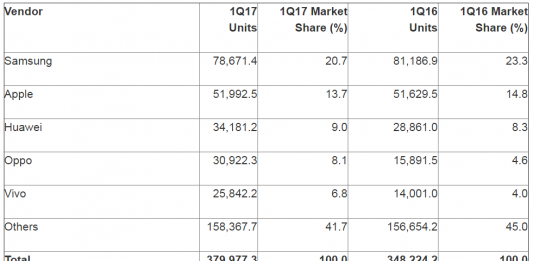 Vendor 1Q17 Units 1Q17 Market Share (%) 1Q16 Units 1Q16 Market Share (%)
Samsung 78,671.4 20.7 81,186.9 23.3
Apple 51,992.5 13.7 51,629.5 14.8
Huawei 34,181.2 9.0 28,861.0 8.3
Oppo 30,922.3 8.1 15,891.5 4.6
Vivo 25,842.2 6.8 14,001.0 4.0
Others 158,367.7 41.7 156,654.2 45.0
Total 379,977.3 100.0 348,224.2 100.0